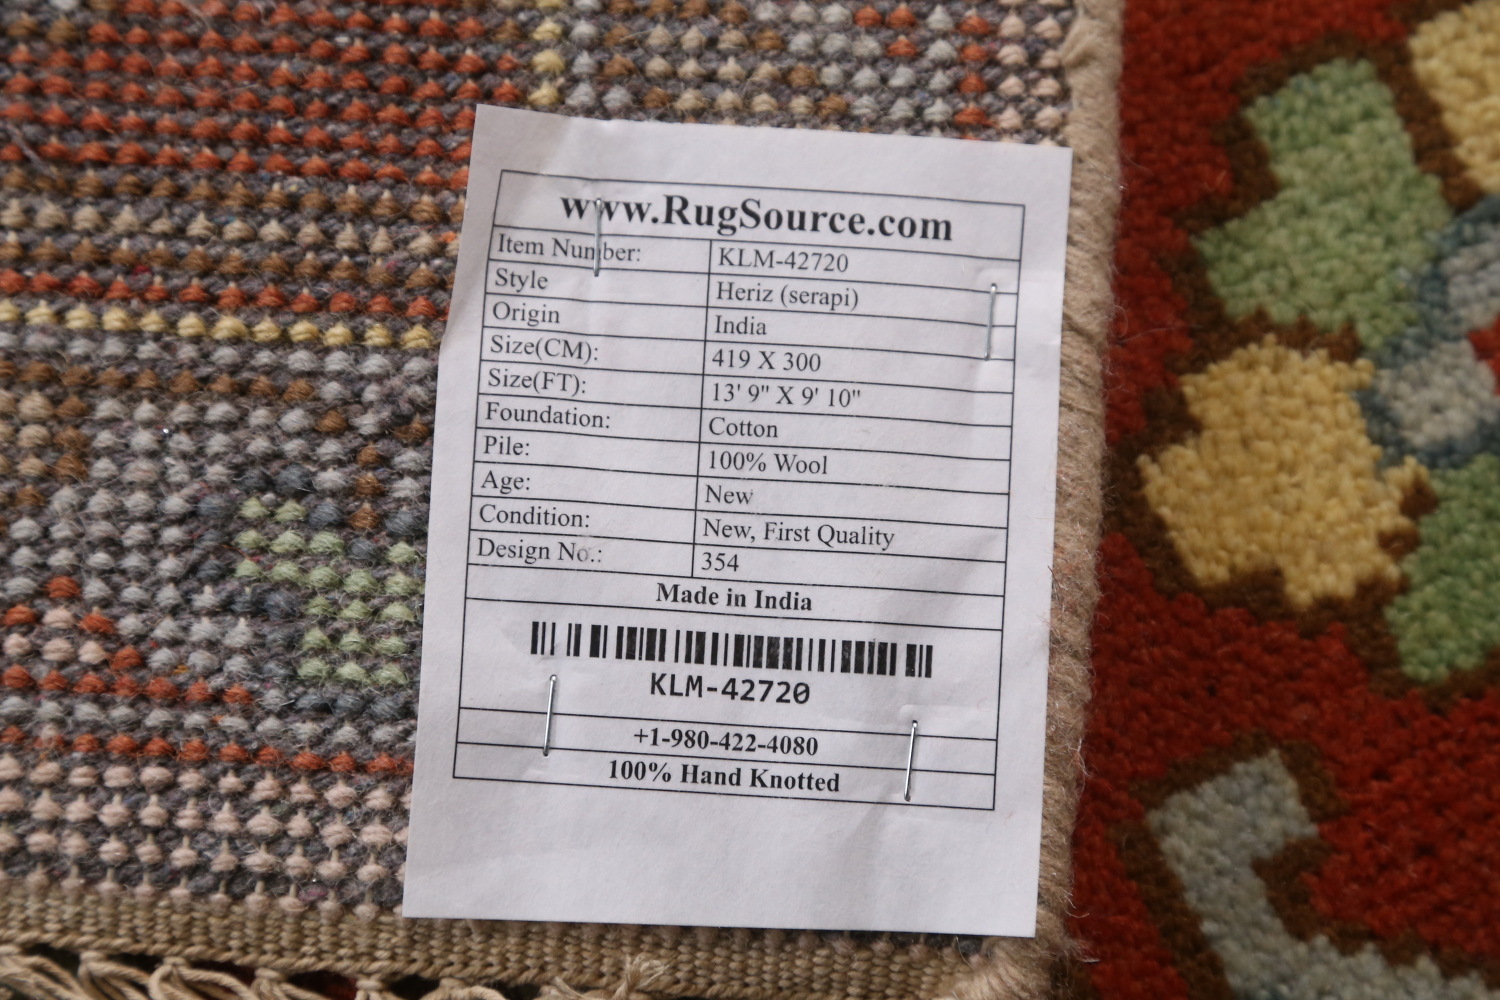 www.RugSource.com
Item Number: KLM-42720
Style Heriz (serapi)
Origin India
Size(CM): 419 X 300
Size(FT): 13' 9" X 9' 10"
Foundation: Cotton
Pile: 100% Wool
Age: New
Condition: New, First Quality
Design No.: 354
Made in India
KLM-42720
+1-980-422-4080
100% Hand Knotted